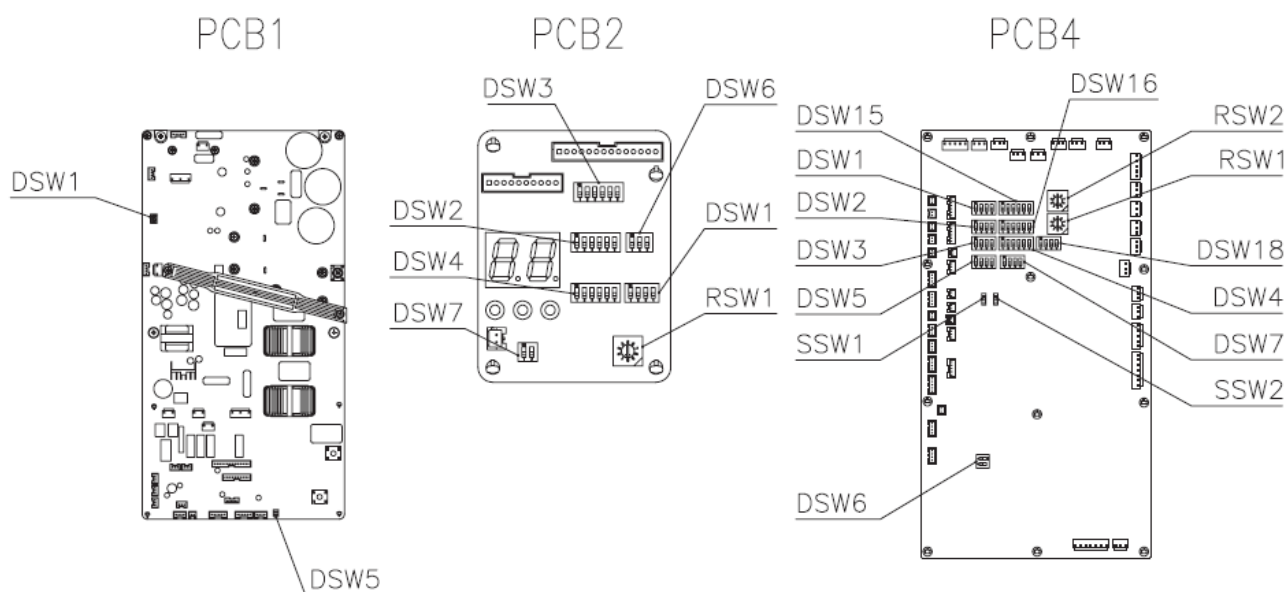 PCB1
PCB2
PCB4
DSW1
DSW5
DSW3
DSW6
DSW2
DSW4
DSW7
DSW1
RSW1
DSW15
DSW1
DSW2
DSW3
DSW5
SSW1
DSW6
DSW16
RSW2
RSW1
DSW18
DSW4
DSW7
SSW2